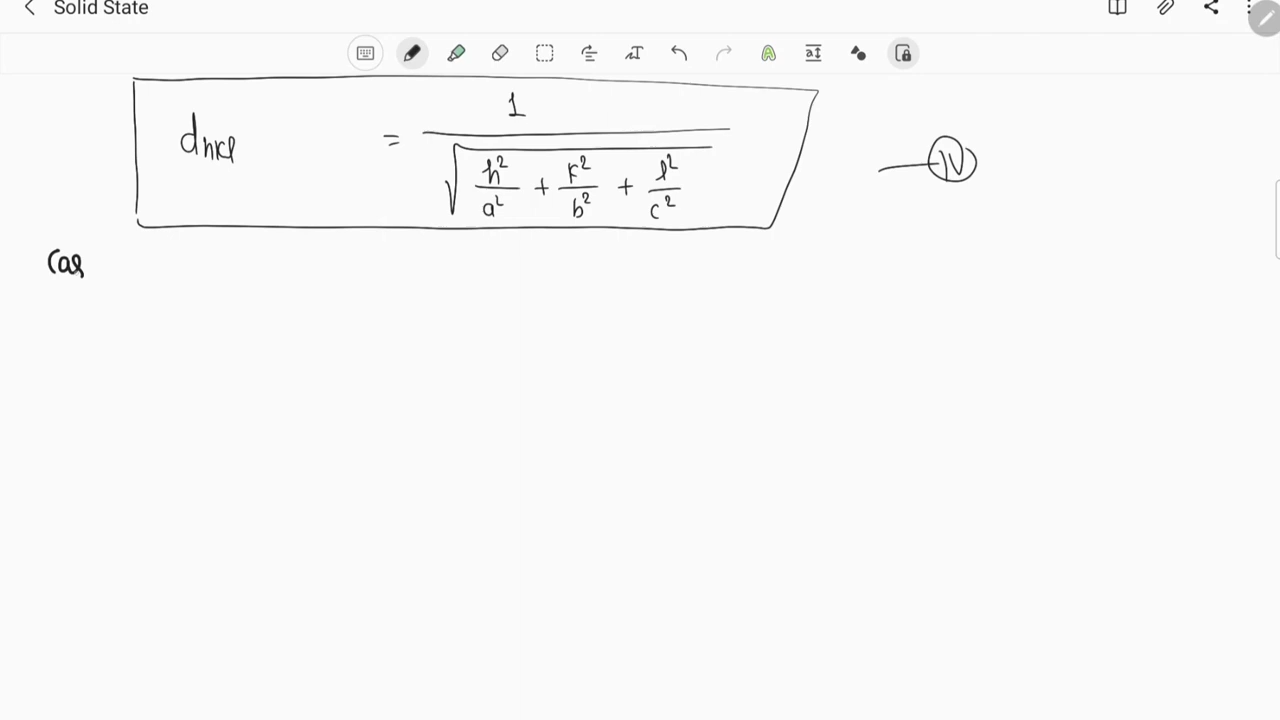 Solid State
d_hkl = 1 / √(h²/a² + k²/b² + l²/c²) — IV
Cas